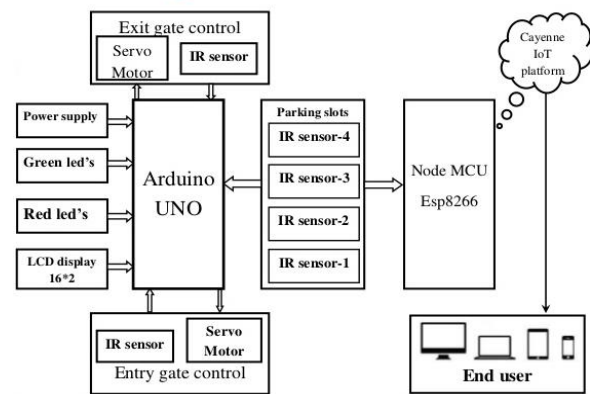 Exit gate control
Servo
Motor
IR sensor
Power supply
Green led's
Red led's
LCD display
16*2
Arduino
UNO
Parking slots
IR sensor-4
IR sensor-3
IR sensor-2
IR sensor-1
Node MCU
Esp8266
Cayenne
IoT
platform
IR sensor
Servo
Motor
Entry gate control
End user